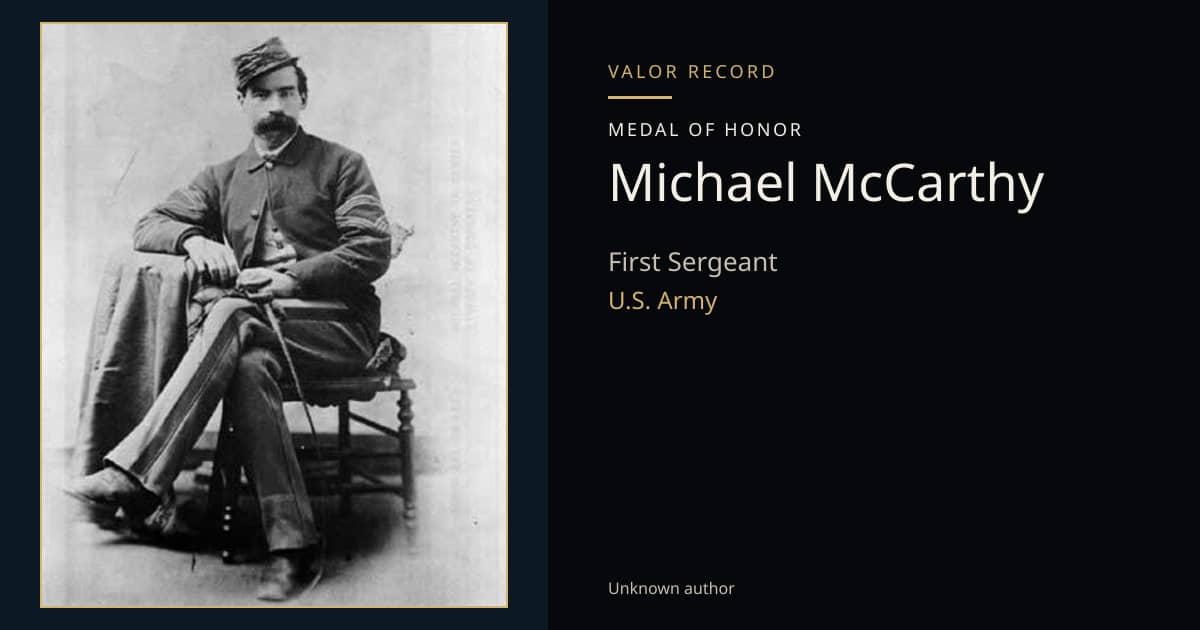 VALOR RECORD
MEDAL OF HONOR
Michael McCarthy
First Sergeant
U.S. Army
Unknown author